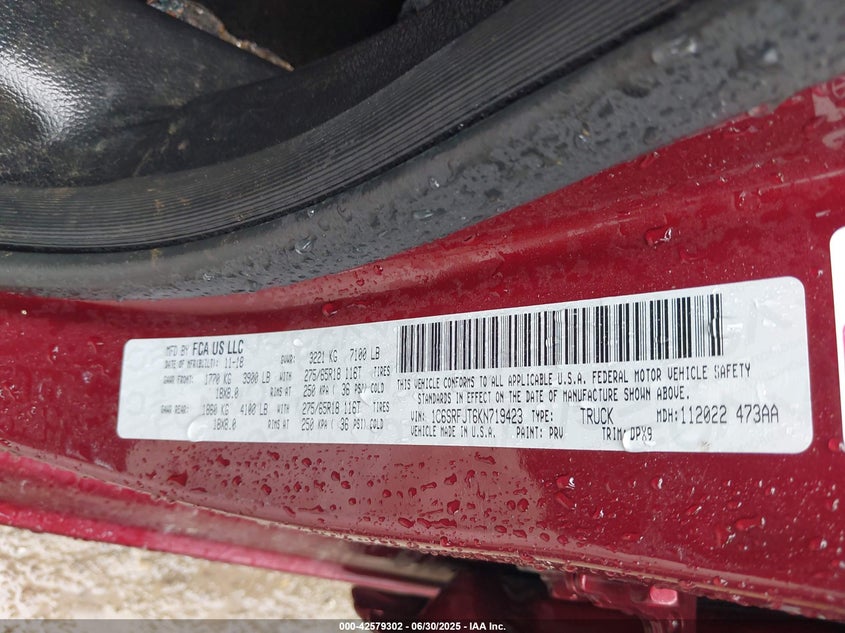 MFD BY FCA US LLC
DATE OF MFR(BUILT): 11-18 GVWR: 3221 KG 7100 LB
GAWR FRONT: 1770 KG 3900 LB WITH 275/65R18 116T TIRES
18X8.0 RIMS AT 250 KPA ( 36 PSI) COLD
GAWR REAR: 1860 KG 4100 LB WITH 275/65R18 116T TIRES
18X8.0 RIMS AT 250 KPA ( 36 PSI) COLD
THIS VEHICLE CONFORMS TO ALL APPLICABLE U.S.A. FEDERAL MOTOR VEHICLE SAFETY
STANDARDS IN EFFECT ON THE DATE OF MANUFACTURE SHOWN ABOVE.
VIN: 1C6SRFJT6KN719423 TYPE: TRUCK MDH: 112022 473AA
VEHICLE MADE IN U.S.A. PAINT: PRV TRIM: DPX9
000-42579302 - 06/30/2025 - IAA Inc.